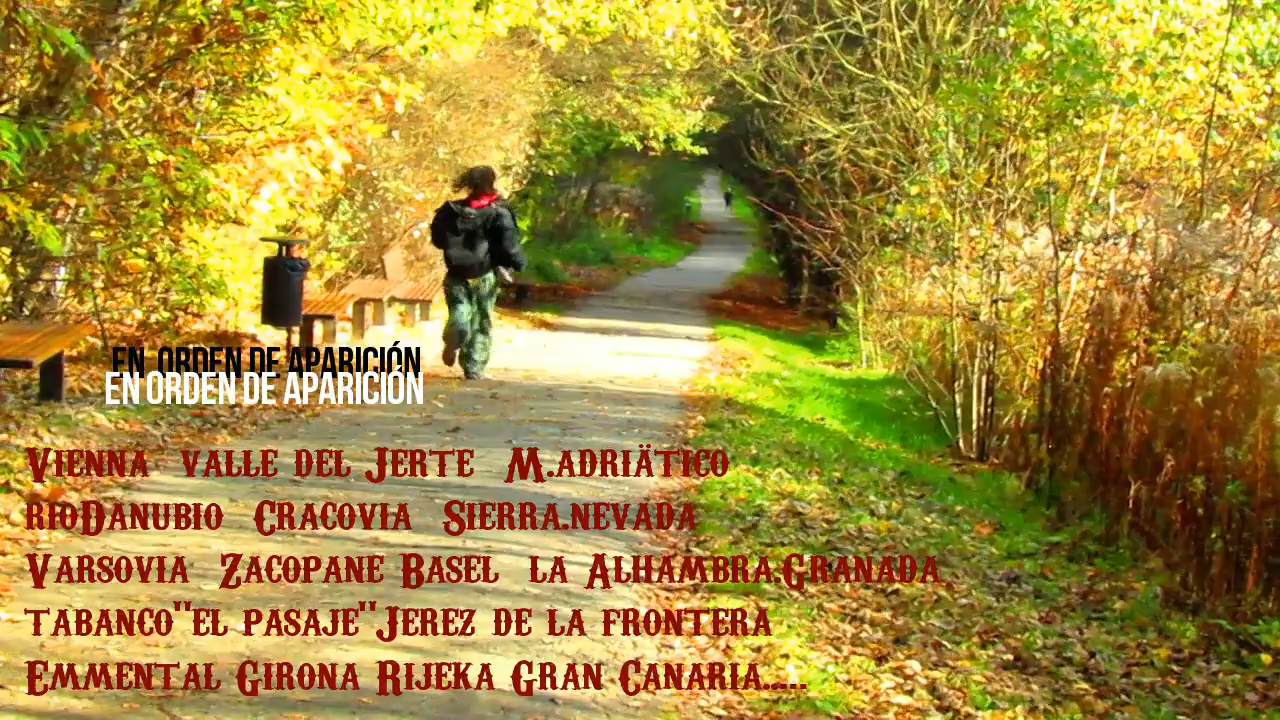 EN ORDEN DE APARICIÓN
EN ORDEN DE APARICIÓN
Vienna valle del Jerte M.adriätico
rioDanubio Cracovia Sierra.nevada
Varsovia Zacopane Basel la Alhambra.Granada
tabanco"el pasaje"Jerez de la frontera
Emmental Girona Rijeka Gran Canaria.....